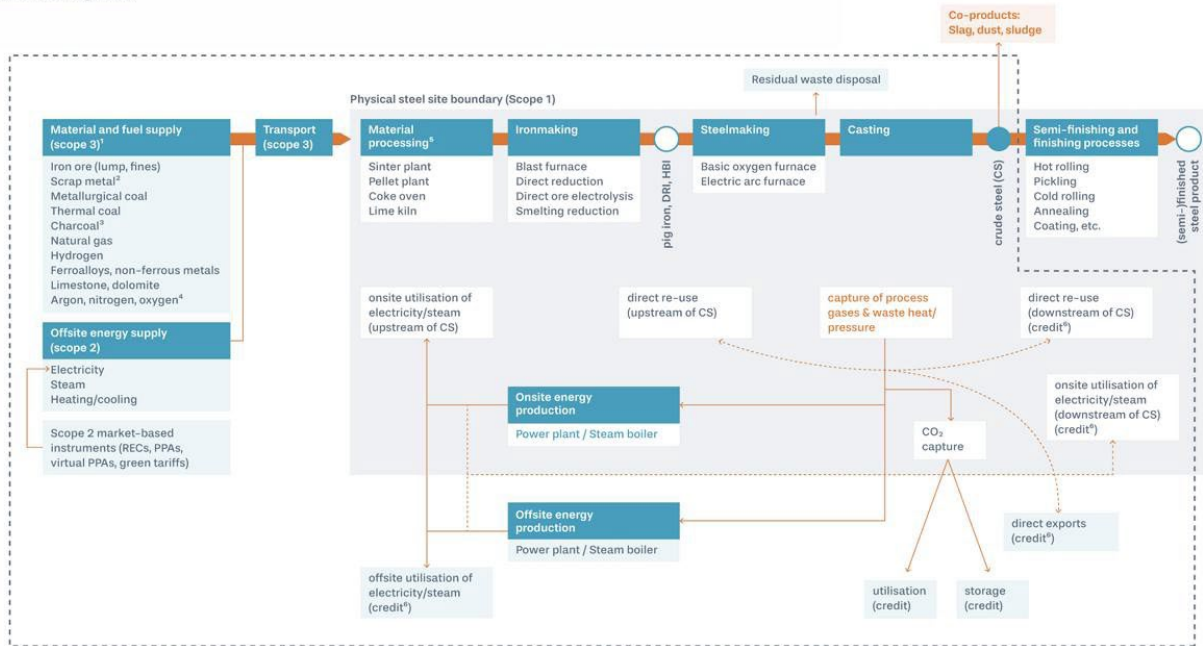 Co-products:
Slag, dust, sludge
Residual waste disposal
Physical steel site boundary (Scope 1)
Material and fuel supply
(scope 3)¹
Iron ore (lump, fines)
Scrap metal²
Metallurgical coal
Thermal coal
Charcoal³
Natural gas
Hydrogen
Ferroalloys, non-ferrous metals
Limestone, dolomite
Argon, nitrogen, oxygen⁴
Transport
(scope 3)
Material
processing⁵
Sinter plant
Pellet plant
Coke oven
Lime kiln
Ironmaking
Blast furnace
Direct reduction
Direct ore electrolysis
Smelting reduction
pig iron, DRI, HBI
Steelmaking
Basic oxygen furnace
Electric arc furnace
Casting
crude steel (CS)
Semi-finishing and
finishing processes
Hot rolling
Pickling
Cold rolling
Annealing
Coating, etc.
(semi-)finished
steel product
Offsite energy supply
(scope 2)
Electricity
Steam
Heating/cooling
Scope 2 market-based
instruments (RECs, PPAs,
virtual PPAs, green tariffs)
onsite utilisation of
electricity/steam
(upstream of CS)
direct re-use
(upstream of CS)
capture of process
gases & waste heat/
pressure
direct re-use
(downstream of CS)
(credit⁶)
Onsite energy
production
Power plant / Steam boiler
onsite utilisation of
electricity/steam
(downstream of CS)
(credit⁶)
CO₂
capture
Offsite energy
production
Power plant / Steam boiler
direct exports
(credit⁶)
offsite utilisation of
electricity/steam
(credit⁶)
utilisation
(credit)
storage
(credit)